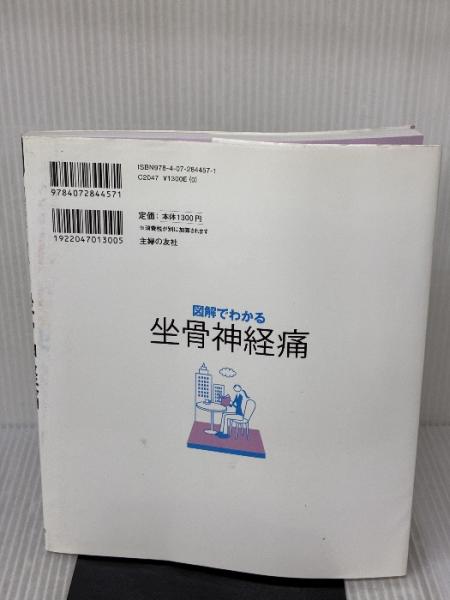 ISBN978-4-07-284457-1
C2047 ¥1300E(0)
9784072844571
定価:本体1300円
※消費税が別に加算されます
1922047013005
主婦の友社
図解でわかる
坐骨神経痛